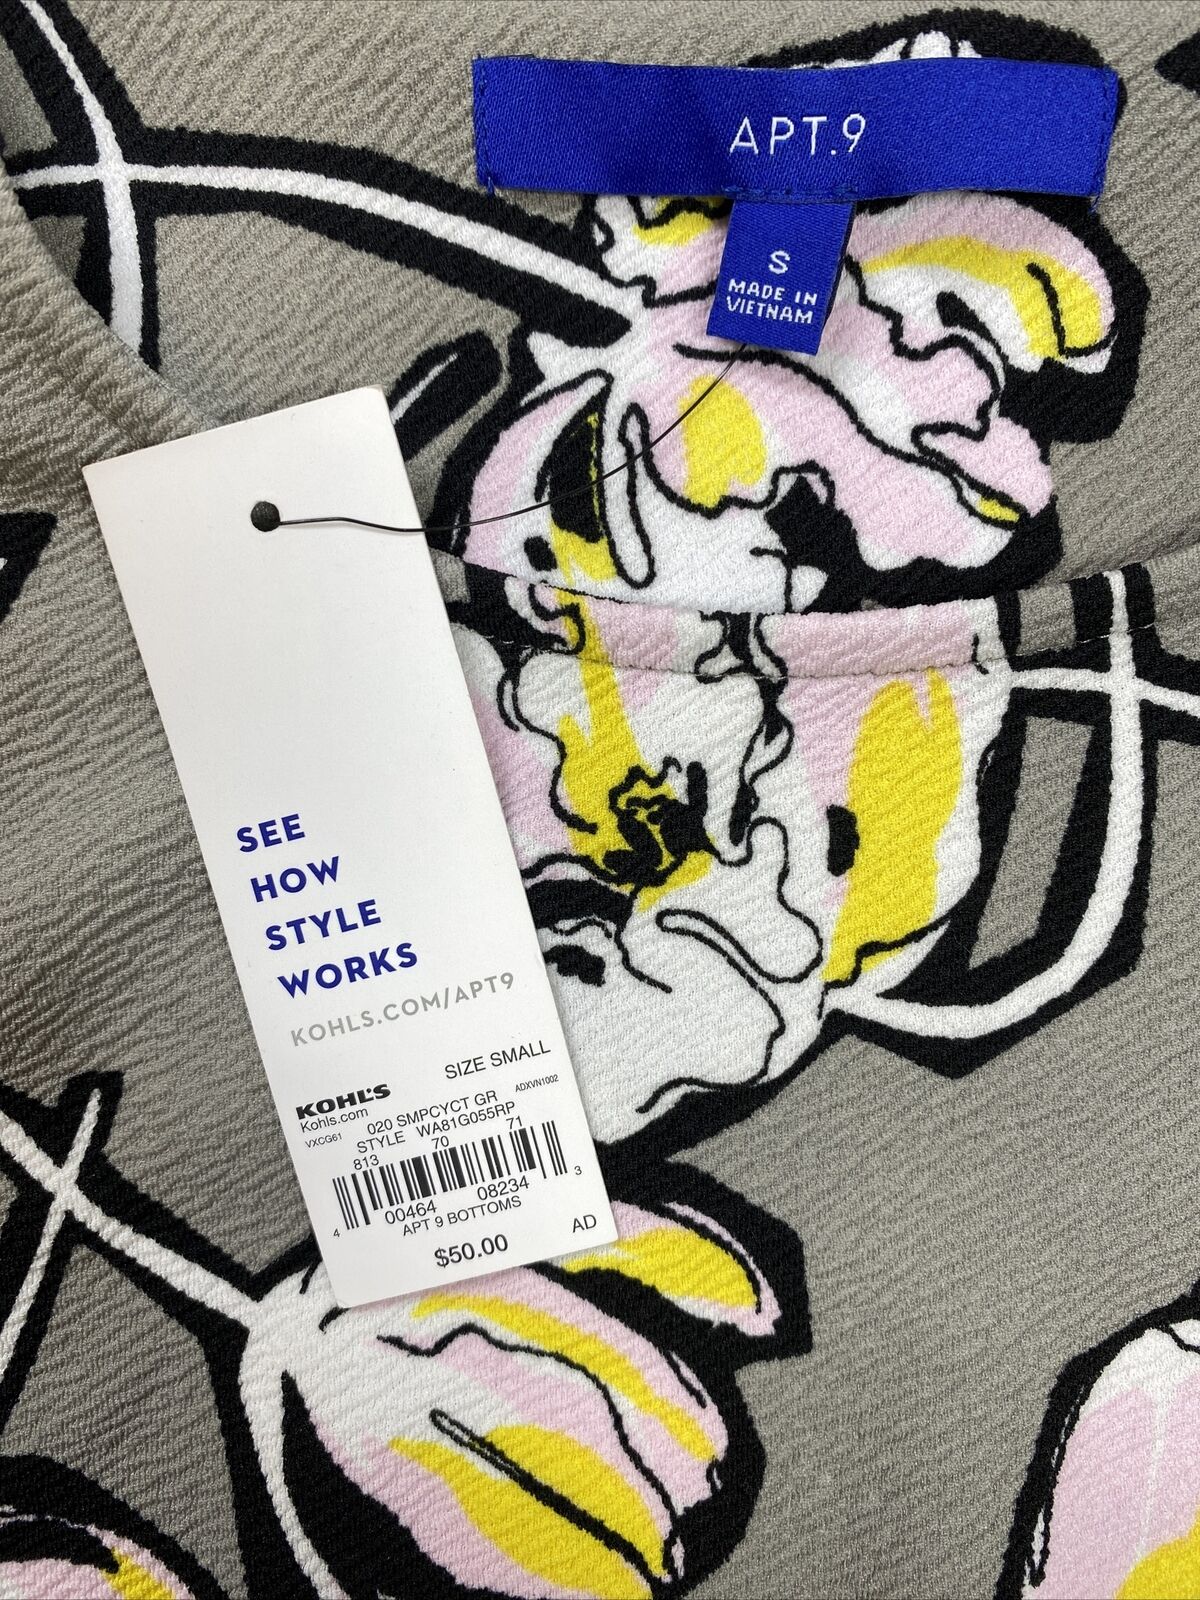 APT.9
S
MADE IN
VIETNAM
SEE
HOW
STYLE
WORKS
KOHLS.COM/APT9
SIZE SMALL
KOHL'S
Kohls.com
ADXVN1002
VXCG61
020 SMPCYCT GR
STYLE WA81G055RP
813 70 71
4 00464 08234 3
APT 9 BOTTOMS
AD
$50.00